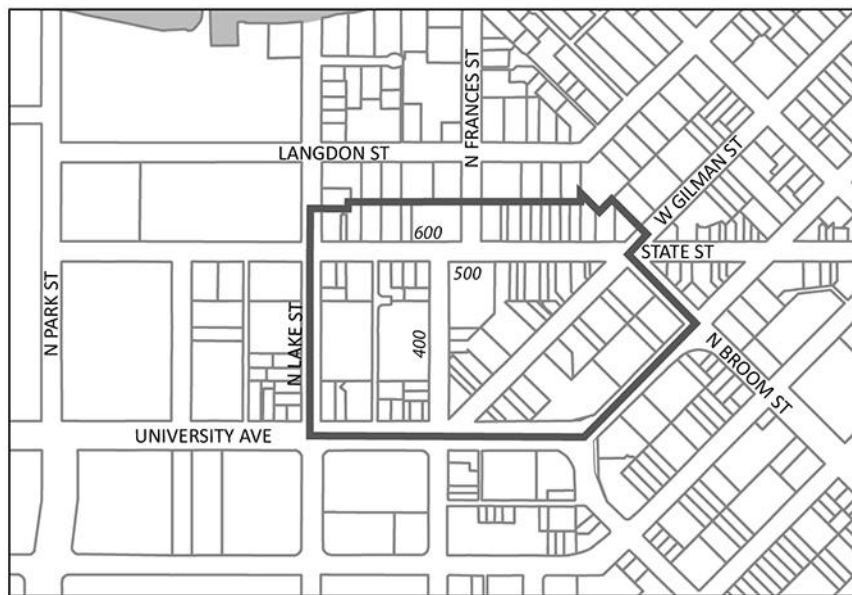 N FRANCES ST
LANGDON ST
W GILMAN ST
600
STATE ST
500
N PARK ST
N LAKE ST
400
N BROOM ST
UNIVERSITY AVE